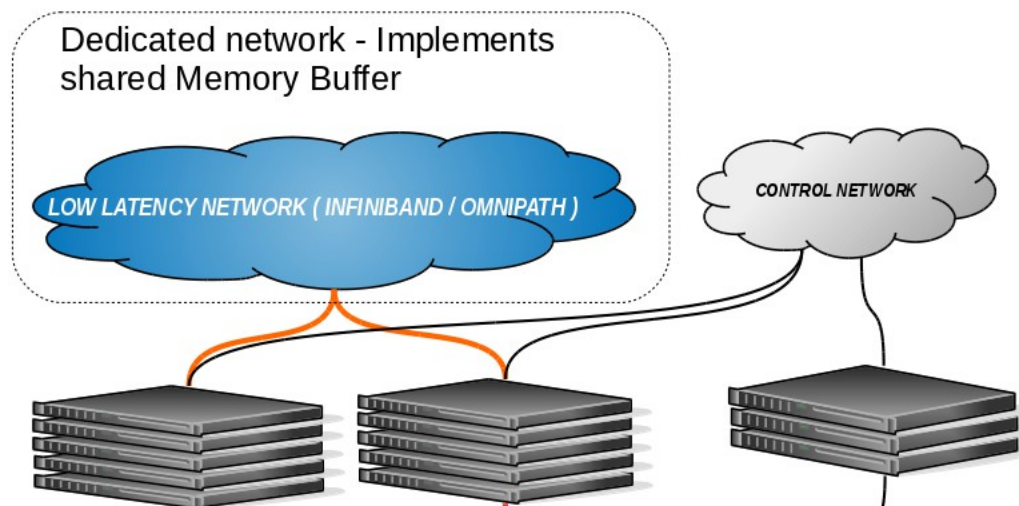 Dedicated network - Implements
shared Memory Buffer
LOW LATENCY NETWORK ( INFINIBAND / OMNIPATH )
CONTROL NETWORK